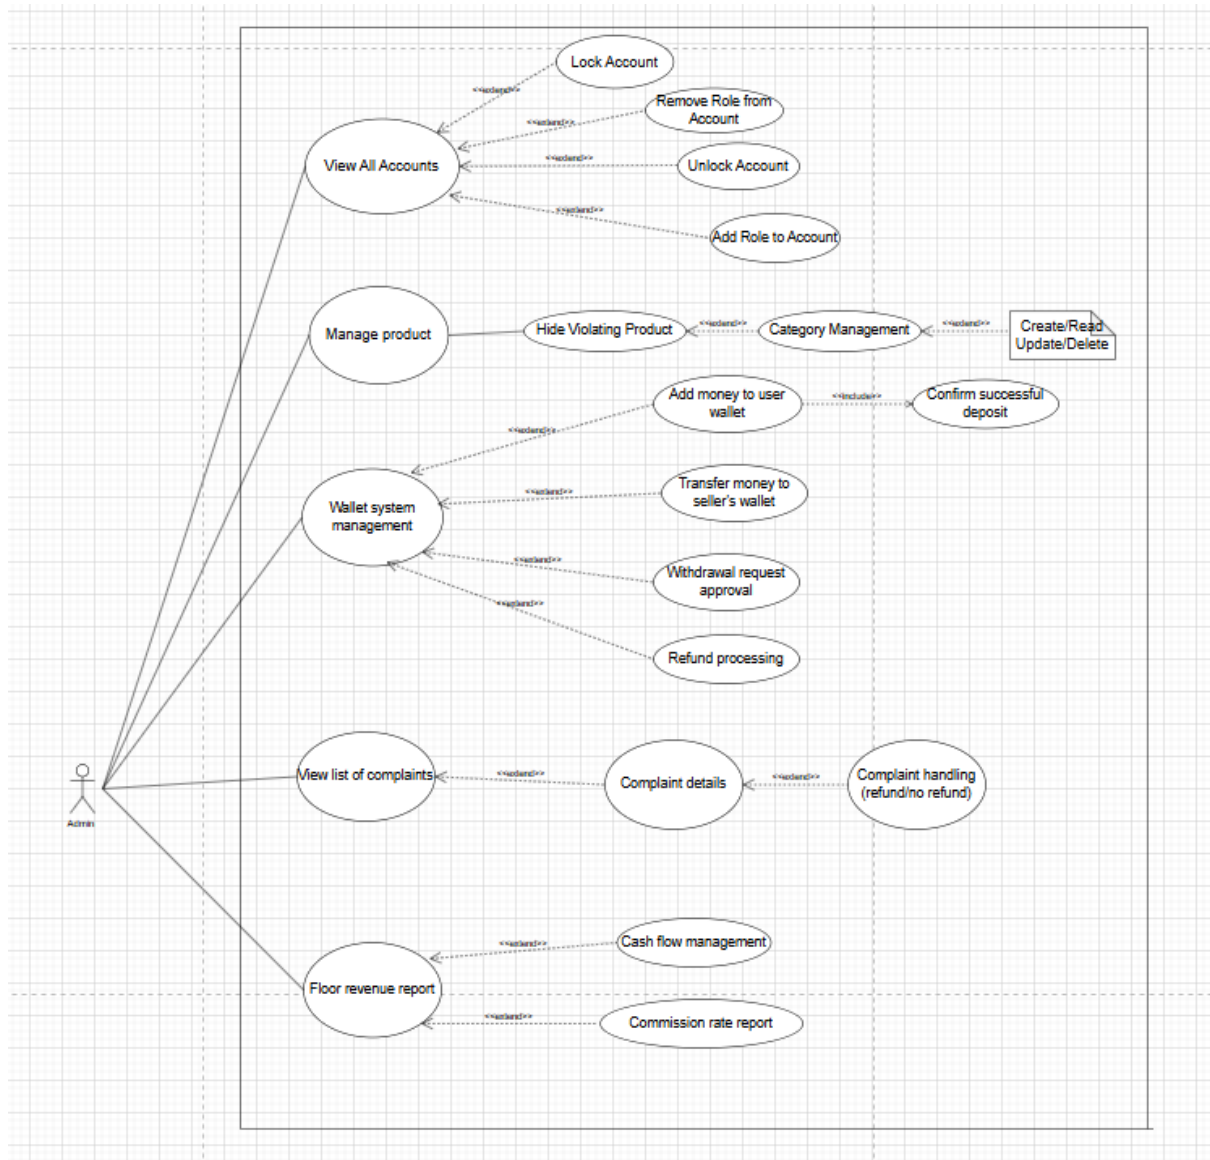 Lock Account
<<extend>>
Remove Role from
Account
<<extend>>
View All Accounts
<<extend>>
Unlock Account
<<extend>>
Add Role to Account
Manage product
Hide Violating Product
<<extend>>
Category Management
<<extend>>
Create/Read
Update/Delete
Add money to user
wallet
<<include>>
Confirm successful
deposit
<<extend>>
Wallet system
management
<<extend>>
Transfer money to
seller's wallet
<<extend>>
Withdrawal request
approval
<<extend>>
Refund processing
Admin
View list of complaints
<<extend>>
Complaint details
<<extend>>
Complaint handling
(refund/no refund)
Floor revenue report
<<extend>>
Cash flow management
<<extend>>
Commission rate report